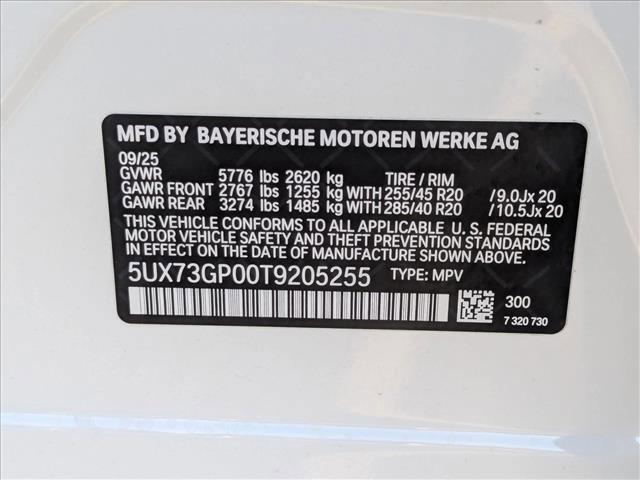 MFD BY BAYERISCHE MOTOREN WERKE AG
09/25
GVWR 5776 lbs 2620 kg TIRE / RIM
GAWR FRONT 2767 lbs 1255 kg WITH 255/45 R20 /9.0Jx 20
GAWR REAR 3274 lbs 1485 kg WITH 285/40 R20 /10.5Jx 20
THIS VEHICLE CONFORMS TO ALL APPLICABLE U. S. FEDERAL
MOTOR VEHICLE SAFETY AND THEFT PREVENTION STANDARDS
IN EFFECT ON THE DATE OF MANUFACTURE SHOWN ABOVE.
5UX73GP00T9205255 TYPE: MPV
300
7 320 730